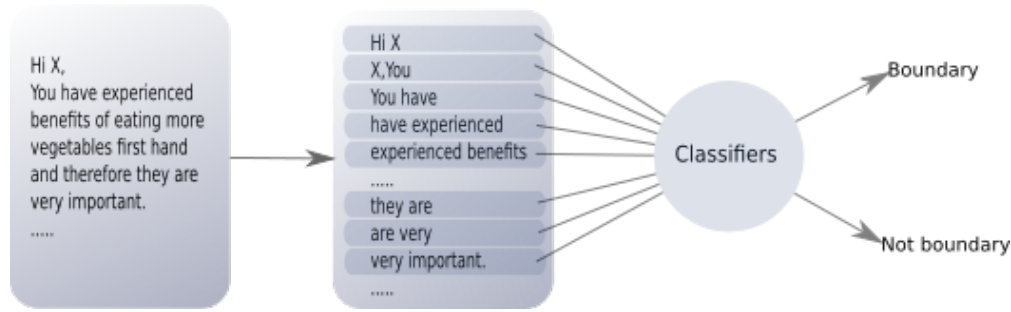 Hi X,
You have experienced
benefits of eating more
vegetables first hand
and therefore they are
very important.
.....
Hi X
X,You
You have
have experienced
experienced benefits
.....
they are
are very
very important.
.....
Classifiers
Boundary
Not boundary